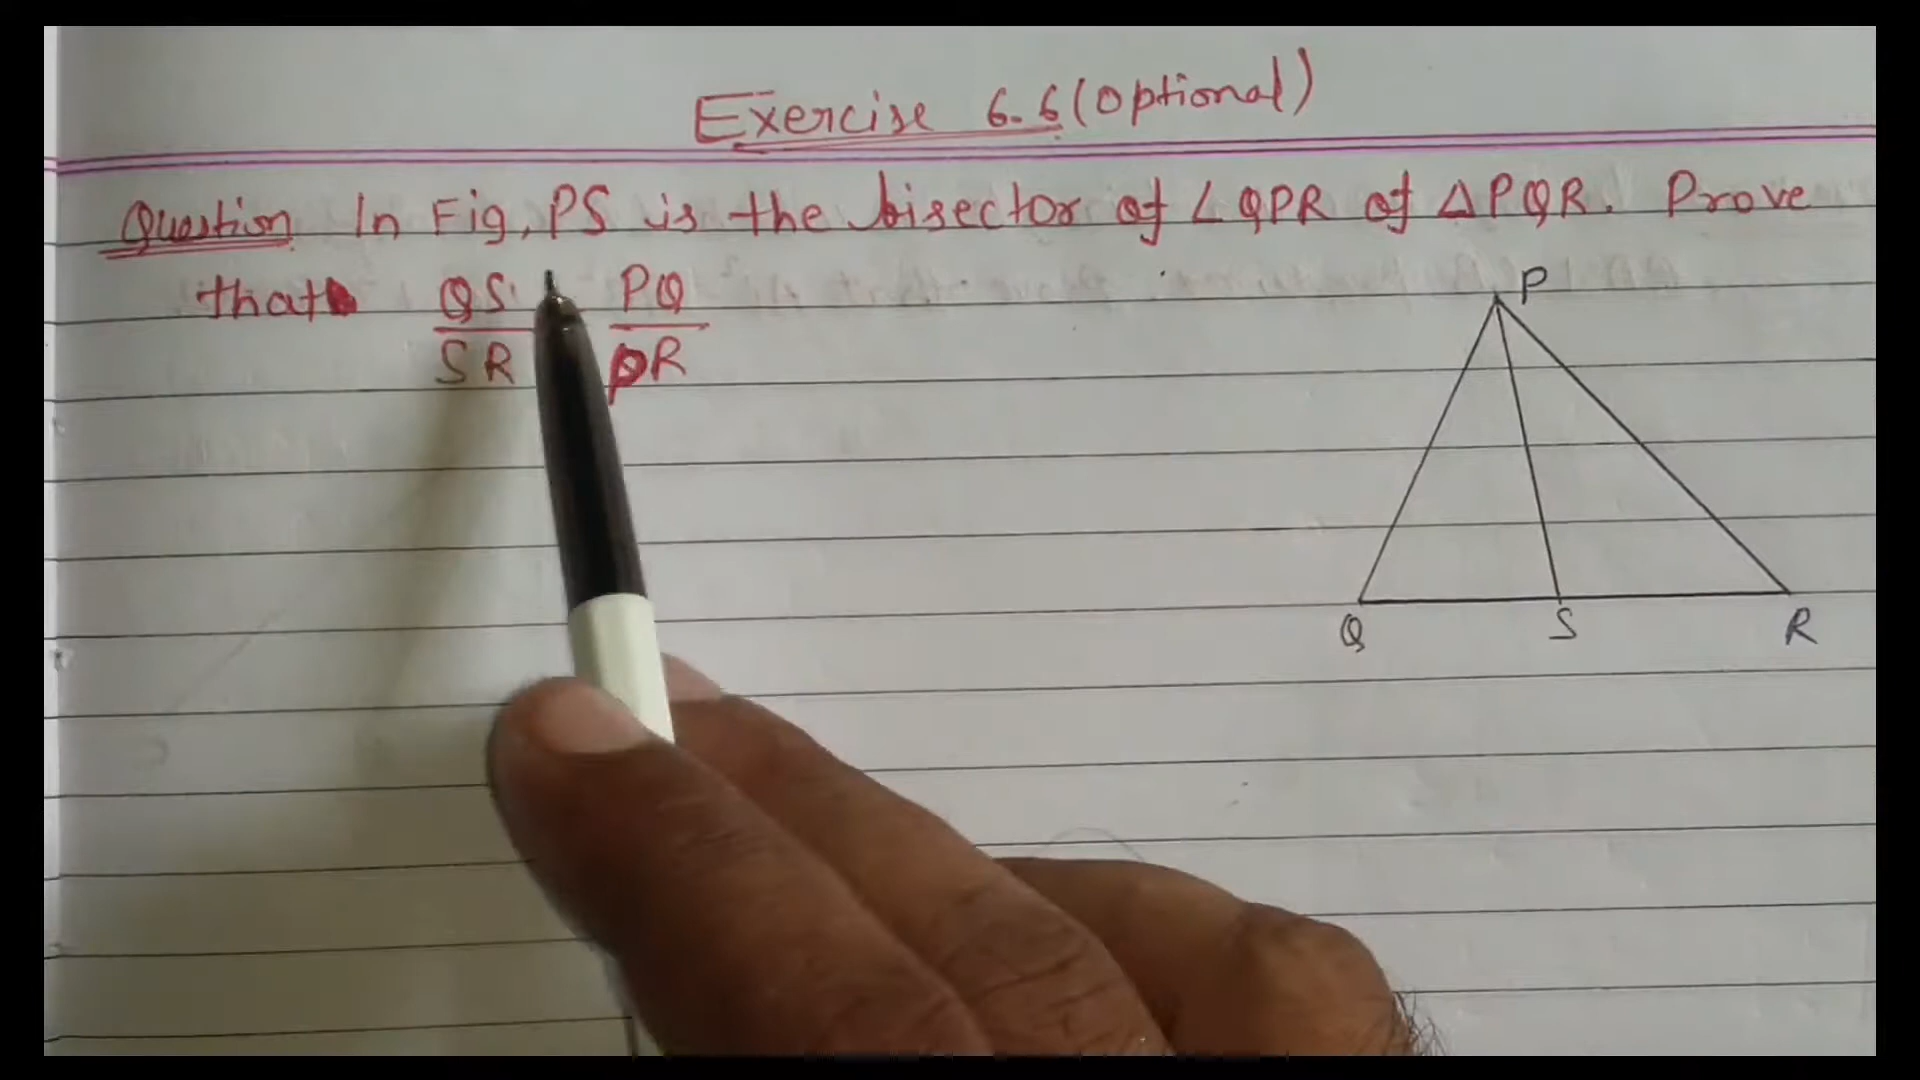 Exercise 6.6 (Optional)
Question In Fig, PS is the bisector of ∠QPR of △PQR. Prove
that QS PQ
SR PR
P
Q S R